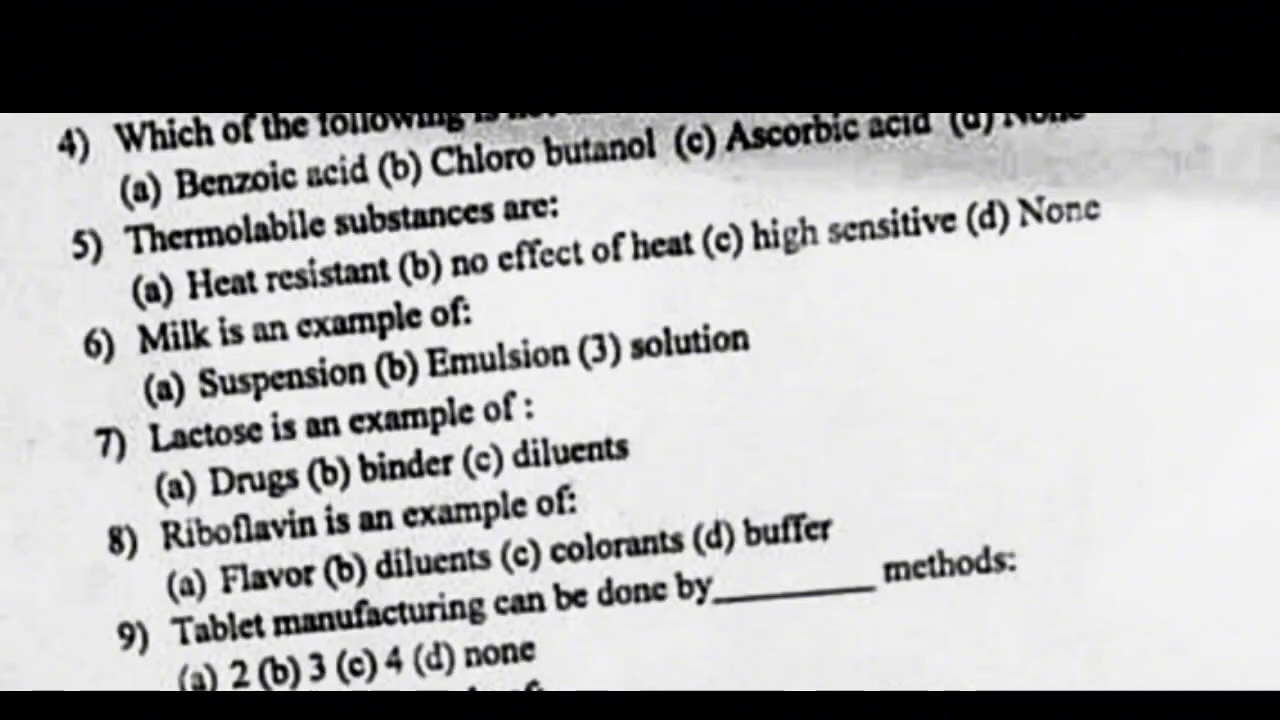 4) Which of the following is
(a) Benzoic acid (b) Chloro butanol (c) Ascorbic acid (d) None
5) Thermolabile substances are:
(a) Heat resistant (b) no effect of heat (c) high sensitive (d) None
6) Milk is an example of:
(a) Suspension (b) Emulsion (3) solution
7) Lactose is an example of :
(a) Drugs (b) binder (c) diluents
8) Riboflavin is an example of:
(a) Flavor (b) diluents (c) colorants (d) buffer
9) Tablet manufacturing can be done by_________ methods:
(a) 2 (b) 3 (c) 4 (d) none